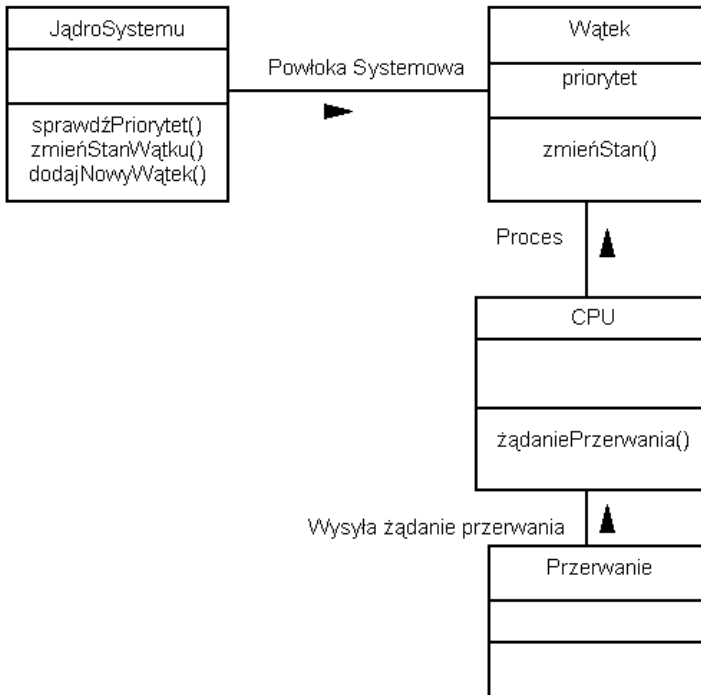 JądroSystemu
sprawdźPriorytet()
zmieńStanWątku()
dodajNowyWątek()
Powłoka Systemowa
Wątek
priorytet
zmieńStan()
Proces
CPU
żądaniePrzerwania()
Wysyła żądanie przerwania
Przerwanie